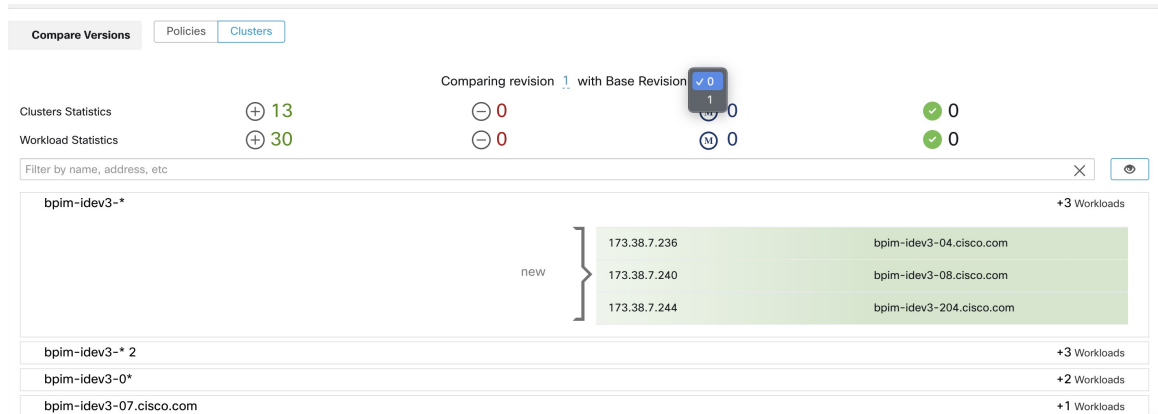 Compare Versions Policies Clusters
Comparing revision 1 with Base Revision ✓ 0
1
Clusters Statistics + 13 − 0 M 0 ✓ 0
Workload Statistics + 30 − 0 M 0 ✓ 0
Filter by name, address, etc
bpim-idev3-* +3 Workloads
173.38.7.236 bpim-idev3-04.cisco.com
new 173.38.7.240 bpim-idev3-08.cisco.com
173.38.7.244 bpim-idev3-204.cisco.com
bpim-idev3-* 2 +3 Workloads
bpim-idev3-0* +2 Workloads
bpim-idev3-07.cisco.com +1 Workloads